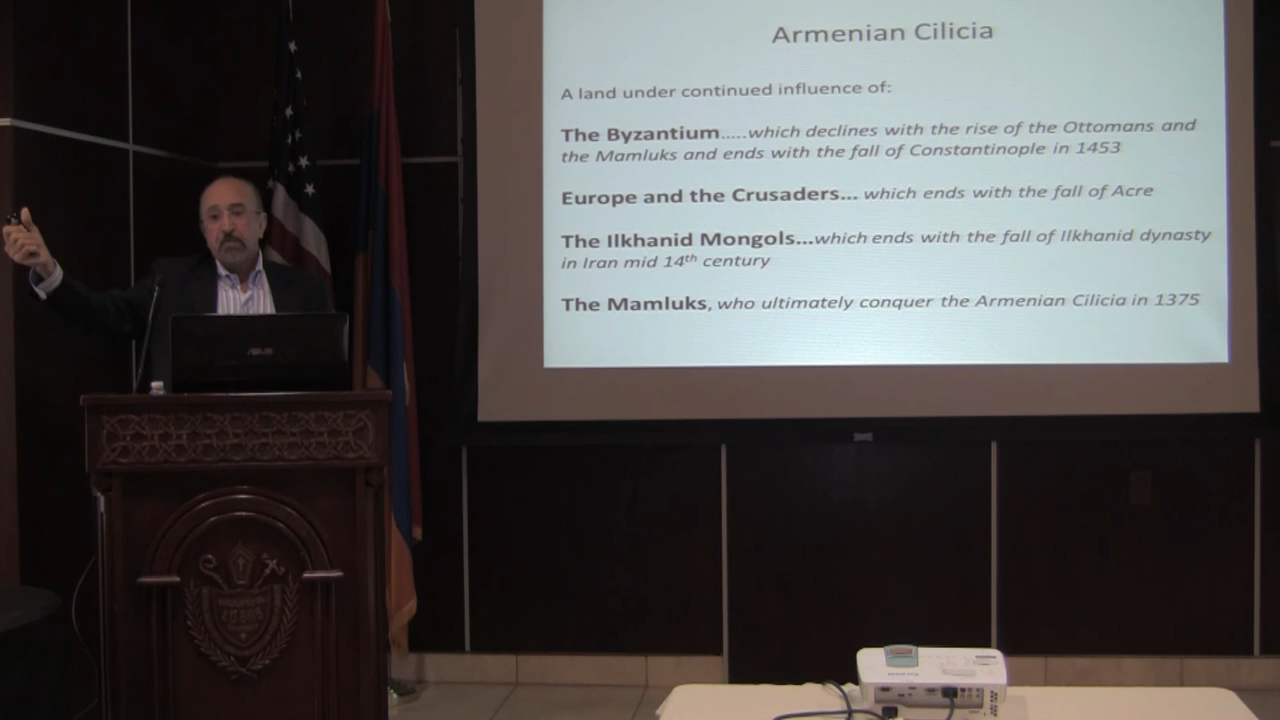 Armenian Cilicia
A land under continued influence of:
The Byzantium.....which declines with the rise of the Ottomans and
the Mamluks and ends with the fall of Constantinople in 1453
Europe and the Crusaders... which ends with the fall of Acre
The Ilkhanid Mongols...which ends with the fall of Ilkhanid dynasty
in Iran mid 14th century
The Mamluks, who ultimately conquer the Armenian Cilicia in 1375
ASUS